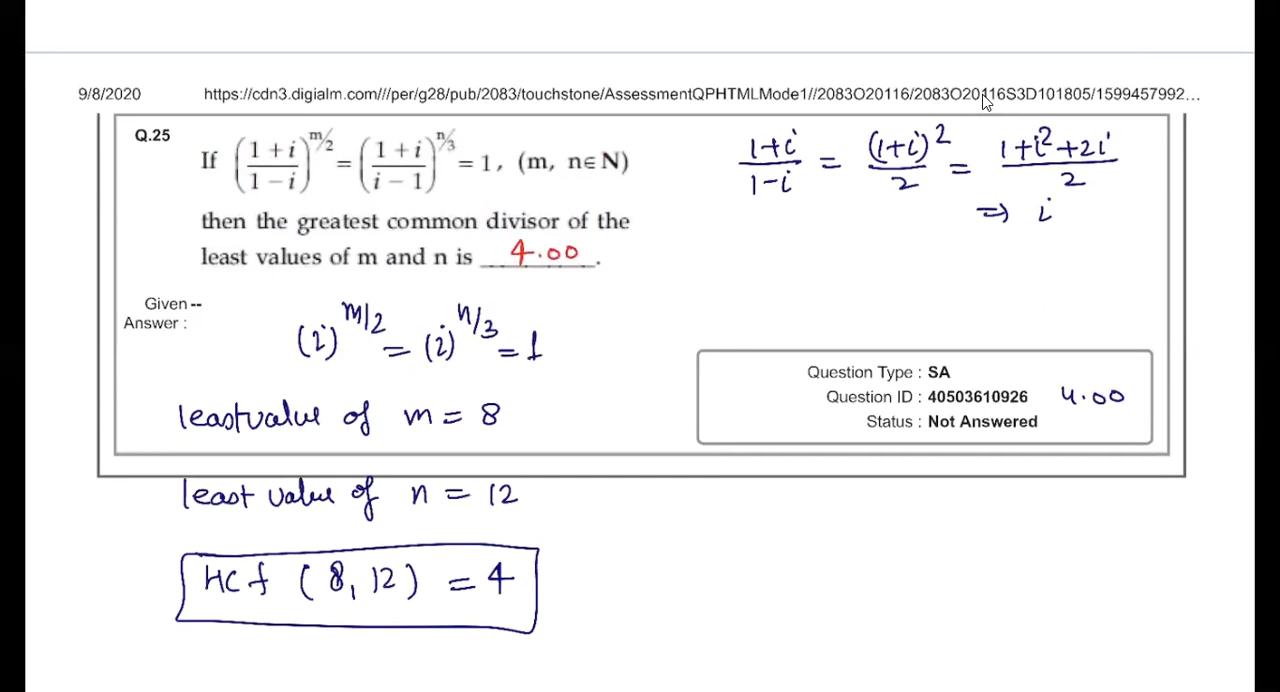 9/8/2020 https://cdn3.digialm.com///per/g28/pub/2083/touchstone/AssessmentQPHTMLMode1//2083O20116/2083O20116S3D101805/1599457992...
Q.25
If ((1+i)/(1−i))^(m/2) = ((1+i)/(i−1))^(n/3) = 1, (m, n∈N)
then the greatest common divisor of the
least values of m and n is 4.00.
(1+i)/(1-i) = (1+i)^2/2 = (1+i^2+2i)/2
⇒ i
Given --
Answer :
(i)^(m/2) = (i)^(n/3) = 1
least value of m = 8
Question Type : SA
Question ID : 40503610926
Status : Not Answered
4.00
least value of n = 12
HCf (8, 12) = 4